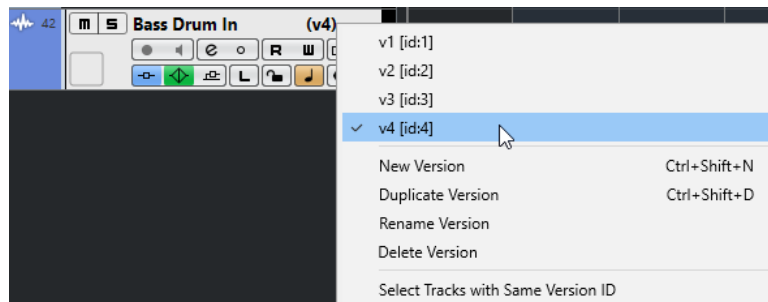 42 m S Bass Drum In (v4)
e R W
L
v1 [id:1]
v2 [id:2]
v3 [id:3]
v4 [id:4]
New Version Ctrl+Shift+N
Duplicate Version Ctrl+Shift+D
Rename Version
Delete Version
Select Tracks with Same Version ID